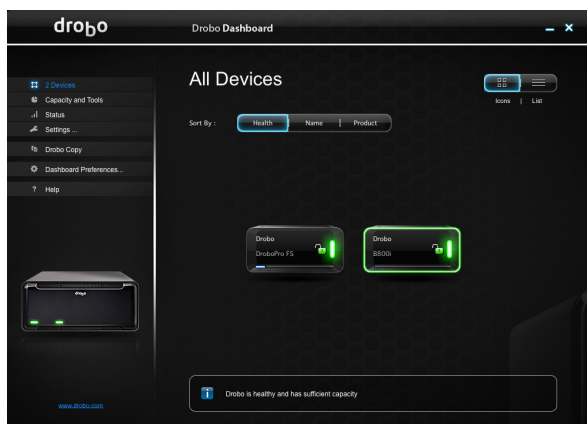 drobo
Drobo Dashboard
2 Devices
Capacity and Tools
Status
Settings ...
Drobo Copy
Dashboard Preferences...
? Help
drobo
www.drobo.com
All Devices
Icons | List
Sort By : Health | Name | Product
Drobo
DroboPro FS
Drobo
B800i
Drobo is healthy and has sufficient capacity